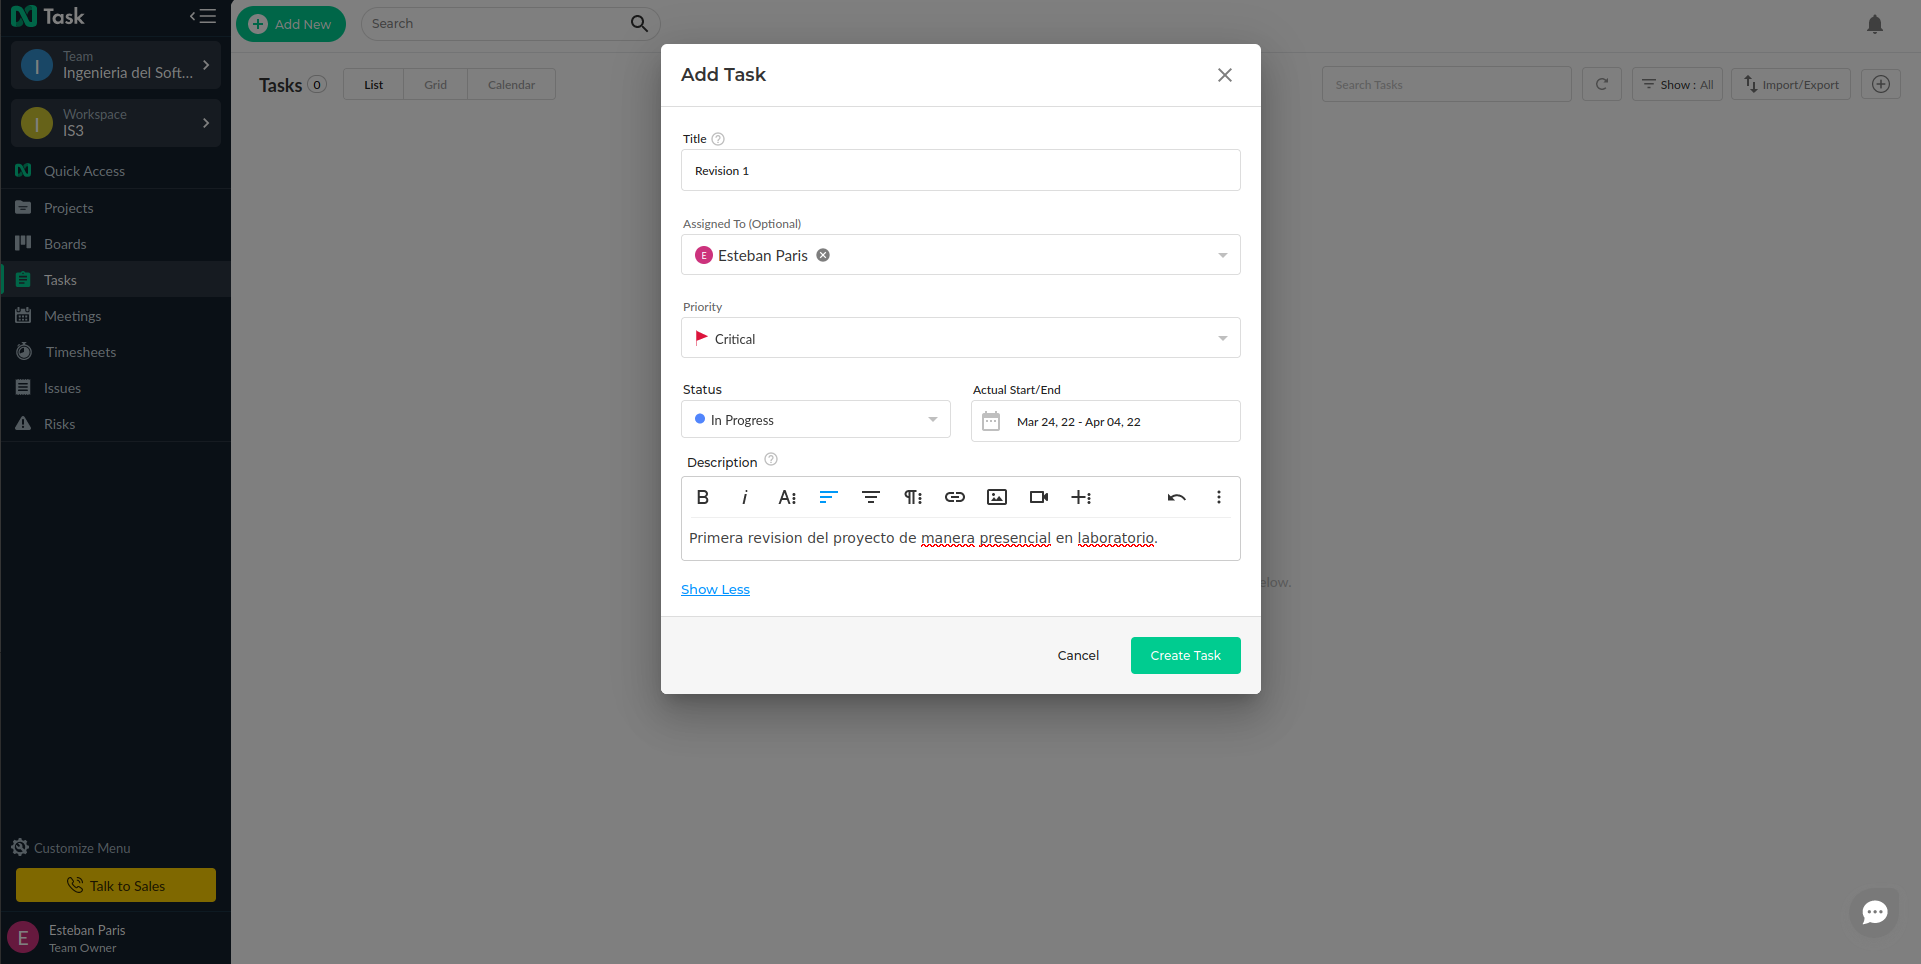 Task
Add New
Search
Team
Ingenieria del Soft...
Workspace
IS3
Quick Access
Projects
Boards
Tasks
Meetings
Timesheets
Issues
Risks
Customize Menu
Talk to Sales
E
Esteban Paris
Team Owner
Tasks 0
List Grid Calendar
Search Tasks
Show : All
Import/Export
Add Task
Title
Revision 1
Assigned To (Optional)
E Esteban Paris
Priority
Critical
Status
In Progress
Actual Start/End
Mar 24, 22 - Apr 04, 22
Description
Primera revision del proyecto de manera presencial en laboratorio.
Show Less
elow.
Cancel
Create Task